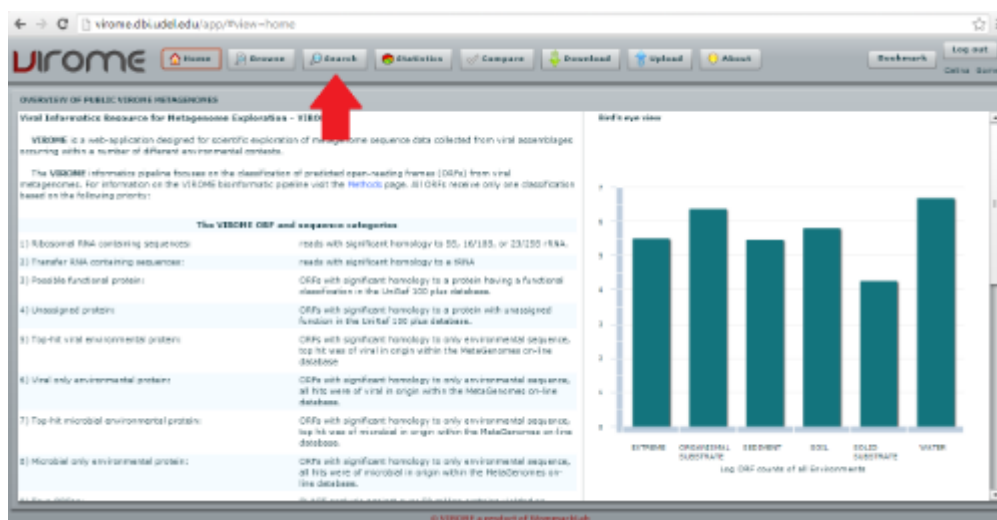 virome.dbi.udel.edu/app/#view=home
VIROME Home Browse Search Statistics Compare Download Upload About Bookmark Log out
OVERVIEW OF PUBLIC VIROME METAGENOMES
Viral Informatics Resource for Metagenome Exploration -
Bird's eye view
VIROME is a web-application designed for scientific exploration of metagenome sequence data collected from viral assemblages
occurring within a number of different environmental contexts.
The VIROME informatics pipeline focuses on the classification of predicted open-reading frames (ORFs) from viral
metagenomes. For information on the VIROME bioinformatic pipeline visit the Methods page. All ORFs receive only one classification
based on the following priority:
The VIROME ORF and sequence categories
1) Ribosomal RNA containing sequences: reads with significant homology to 5S, 16/18S, or 23/25S rRNA.
2) Transfer RNA containing sequences: reads with significant homology to a tRNA
3) Possible functional protein: ORFs with significant homology to a protein having a functional
classification in the UniRef 100 plus database.
4) Unassigned protein: ORFs with significant homology to a protein with unassigned
function in the UniRef 100 plus database.
5) Top-hit viral environmental protein: ORFs with significant homology to only environmental sequence,
top hit was of viral in origin within the MetaGenomes on-line
database
6) Viral only environmental protein: ORFs with significant homology to only environmental sequence,
all hits were of viral in origin within the MetaGenomes on-line
database.
7) Top-hit microbial environmental protein: ORFs with significant homology to only environmental sequence,
top hit was of microbial in origin within the MetaGenomes on-line
database.
8) Microbial only environmental protein: ORFs with significant homology to only environmental sequence,
all hits were of microbial in origin within the MetaGenomes on-
line database.
7
6
5
4
3
2
1
0
EXTREME ORGANISMAL SUBSTRATE SEDIMENT SOIL SOLID SUBSTRATE WATER
Log ORF counts of all Environments